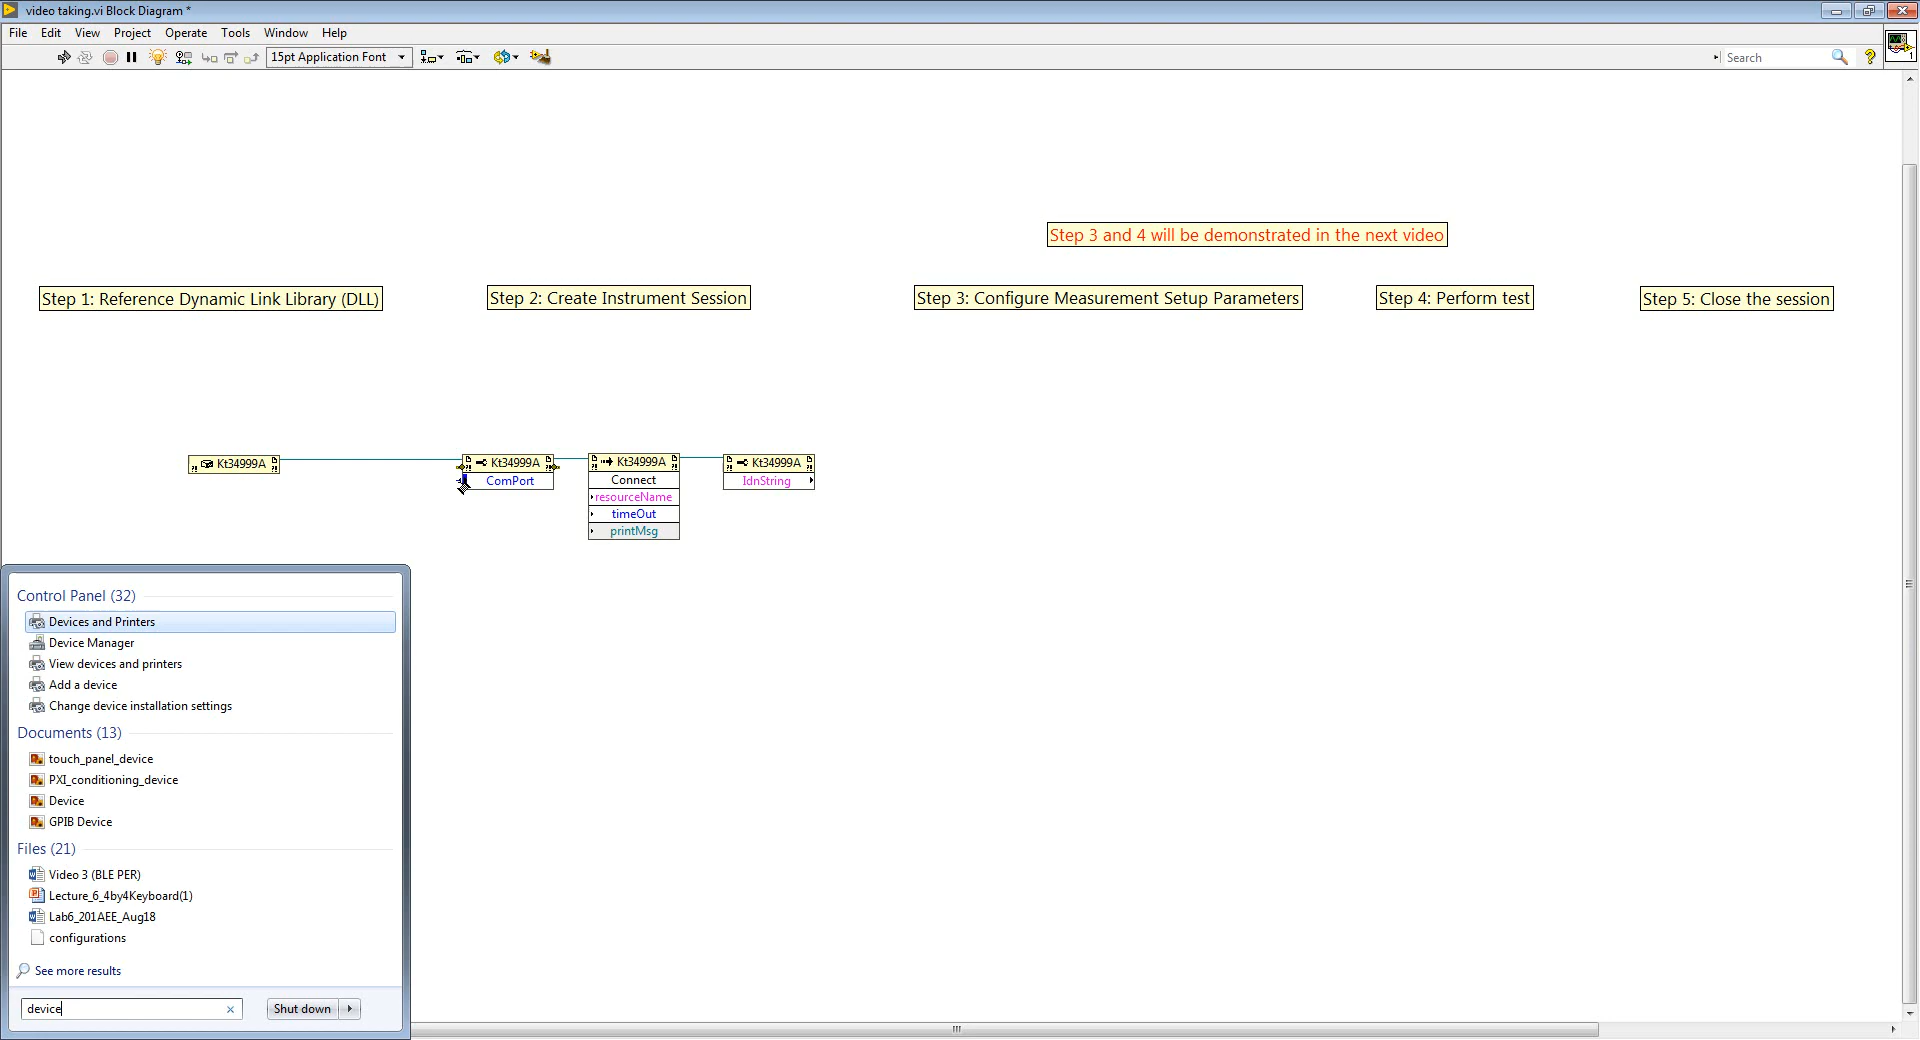 video taking.vi Block Diagram *
File Edit View Project Operate Tools Window Help
15pt Application Font
Search
?
1
Step 3 and 4 will be demonstrated in the next video
Step 1: Reference Dynamic Link Library (DLL)
Step 2: Create Instrument Session
Step 3: Configure Measurement Setup Parameters
Step 4: Perform test
Step 5: Close the session
Kt34999A
Kt34999A
ComPort
Kt34999A
Connect
resourceName
timeOut
printMsg
Kt34999A
IdnString
Control Panel (32)
Devices and Printers
Device Manager
View devices and printers
Add a device
Change device installation settings
Documents (13)
touch_panel_device
PXI_conditioning_device
Device
GPIB Device
Files (21)
Video 3 (BLE PER)
Lecture_6_4by4Keyboard(1)
Lab6_201AEE_Aug18
configurations
See more results
device
Shut down